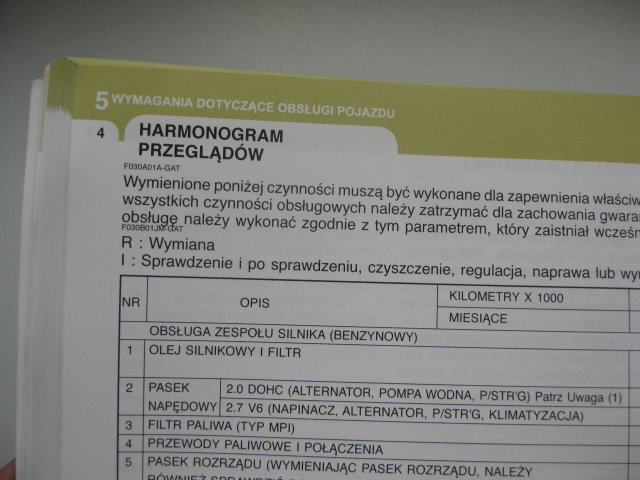 5 WYMAGANIA DOTYCZĄCE OBSŁUGI POJAZDU
4 HARMONOGRAM
PRZEGLĄDÓW
F030A01A-GAT
Wymienione poniżej czynności muszą być wykonane dla zapewnienia właściw
wszystkich czynności obsługowych należy zatrzymać dla zachowania gwara
obsługę należy wykonać zgodnie z tym parametrem, który zaistniał wcześn
F030B01JM-GAT
R : Wymiana
I : Sprawdzenie i po sprawdzeniu, czyszczenie, regulacja, naprawa lub wy
NR OPIS KILOMETRY X 1000
MIESIĄCE
OBSŁUGA ZESPOŁU SILNIKA (BENZYNOWY)
1 OLEJ SILNIKOWY I FILTR
2 PASEK 2.0 DOHC (ALTERNATOR, POMPA WODNA, P/STR'G) Patrz Uwaga (1)
NAPĘDOWY 2.7 V6 (NAPINACZ, ALTERNATOR, P/STR'G, KLIMATYZACJA)
3 FILTR PALIWA (TYP MPI)
4 PRZEWODY PALIWOWE I POŁĄCZENIA
5 PASEK ROZRZĄDU (WYMIENIAJĄC PASEK ROZRZĄDU, NALEŻY
RÓWNIEŻ